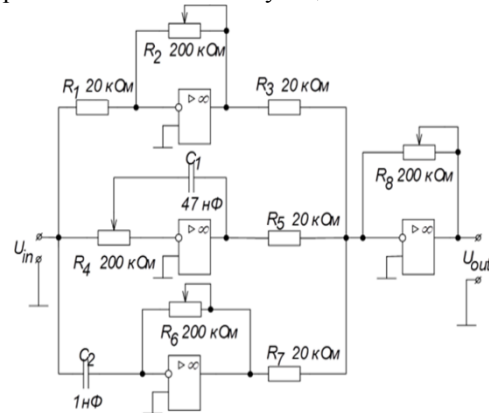 R2 200 кОм
R1 20 кОм
▷∞
R3 20 кОм
C1
47 нФ
R8 200 кОм
▷∞
▷∞
R5 20 кОм
Uin
R4 200 кОм
Uout
R6 200 кОм
C2
▷∞
R7 20 кОм
1нФ